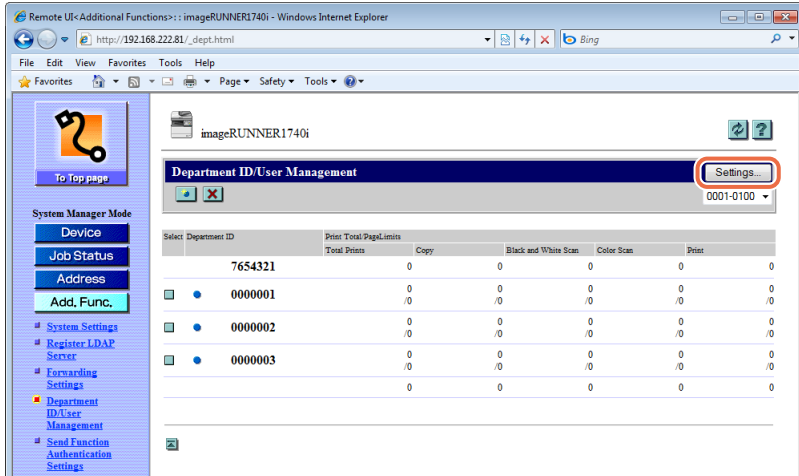 Remote UI<Additional Functions>: : imageRUNNER1740i - Windows Internet Explorer
http://192.168.222.81/_dept.html
Bing
File Edit View Favorites Tools Help
Favorites Page Safety Tools
imageRUNNER1740i
To Top page
Department ID/User Management Settings...
0001-0100
System Manager Mode
Device
Job Status
Address
Add. Func.
System Settings
Register LDAP
Server
Forwarding
Settings
Department
ID/User
Management
Send Function
Authentication
Settings
Select Department ID Print Total/PageLimits
Total Prints Copy Black and White Scan Color Scan Print
7654321 0 0 0 0 0
0000001 0 0 0 0 0
/0 /0 /0 /0 /0
0000002 0 0 0 0 0
/0 /0 /0 /0 /0
0000003 0 0 0 0 0
/0 /0 /0 /0 /0
0 0 0 0 0